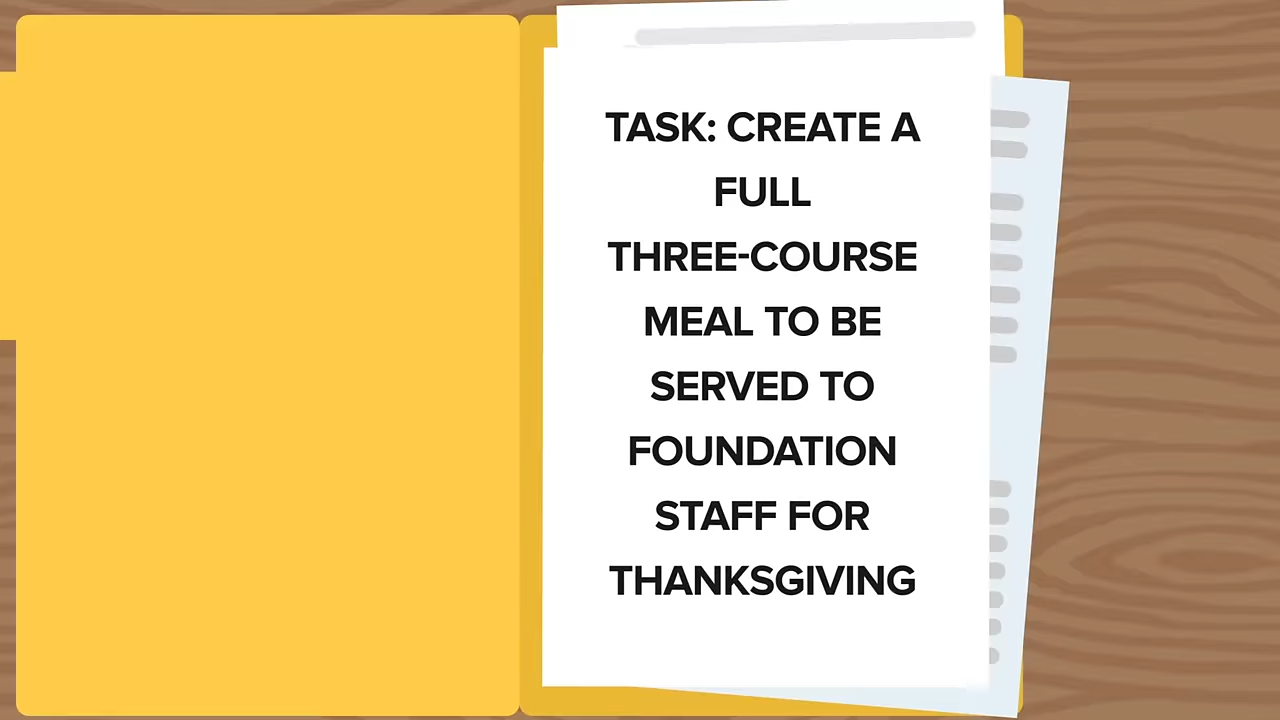 TASK: CREATE A
FULL
THREE-COURSE
MEAL TO BE
SERVED TO
FOUNDATION
STAFF FOR
THANKSGIVING